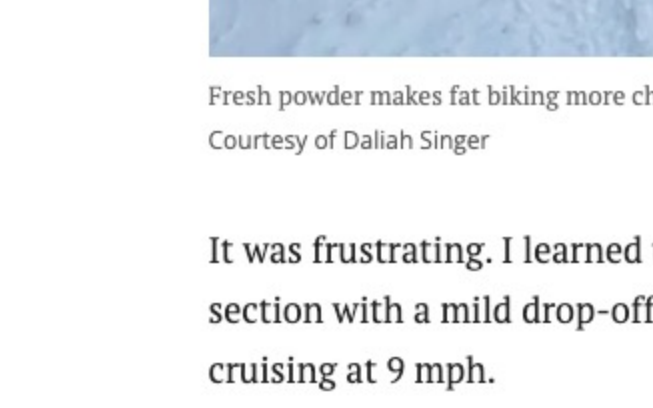 Fresh powder makes fat biking more
Courtesy of Daliah Singer
It was frustrating. I learned
section with a mild drop-off
cruising at 9 mph.